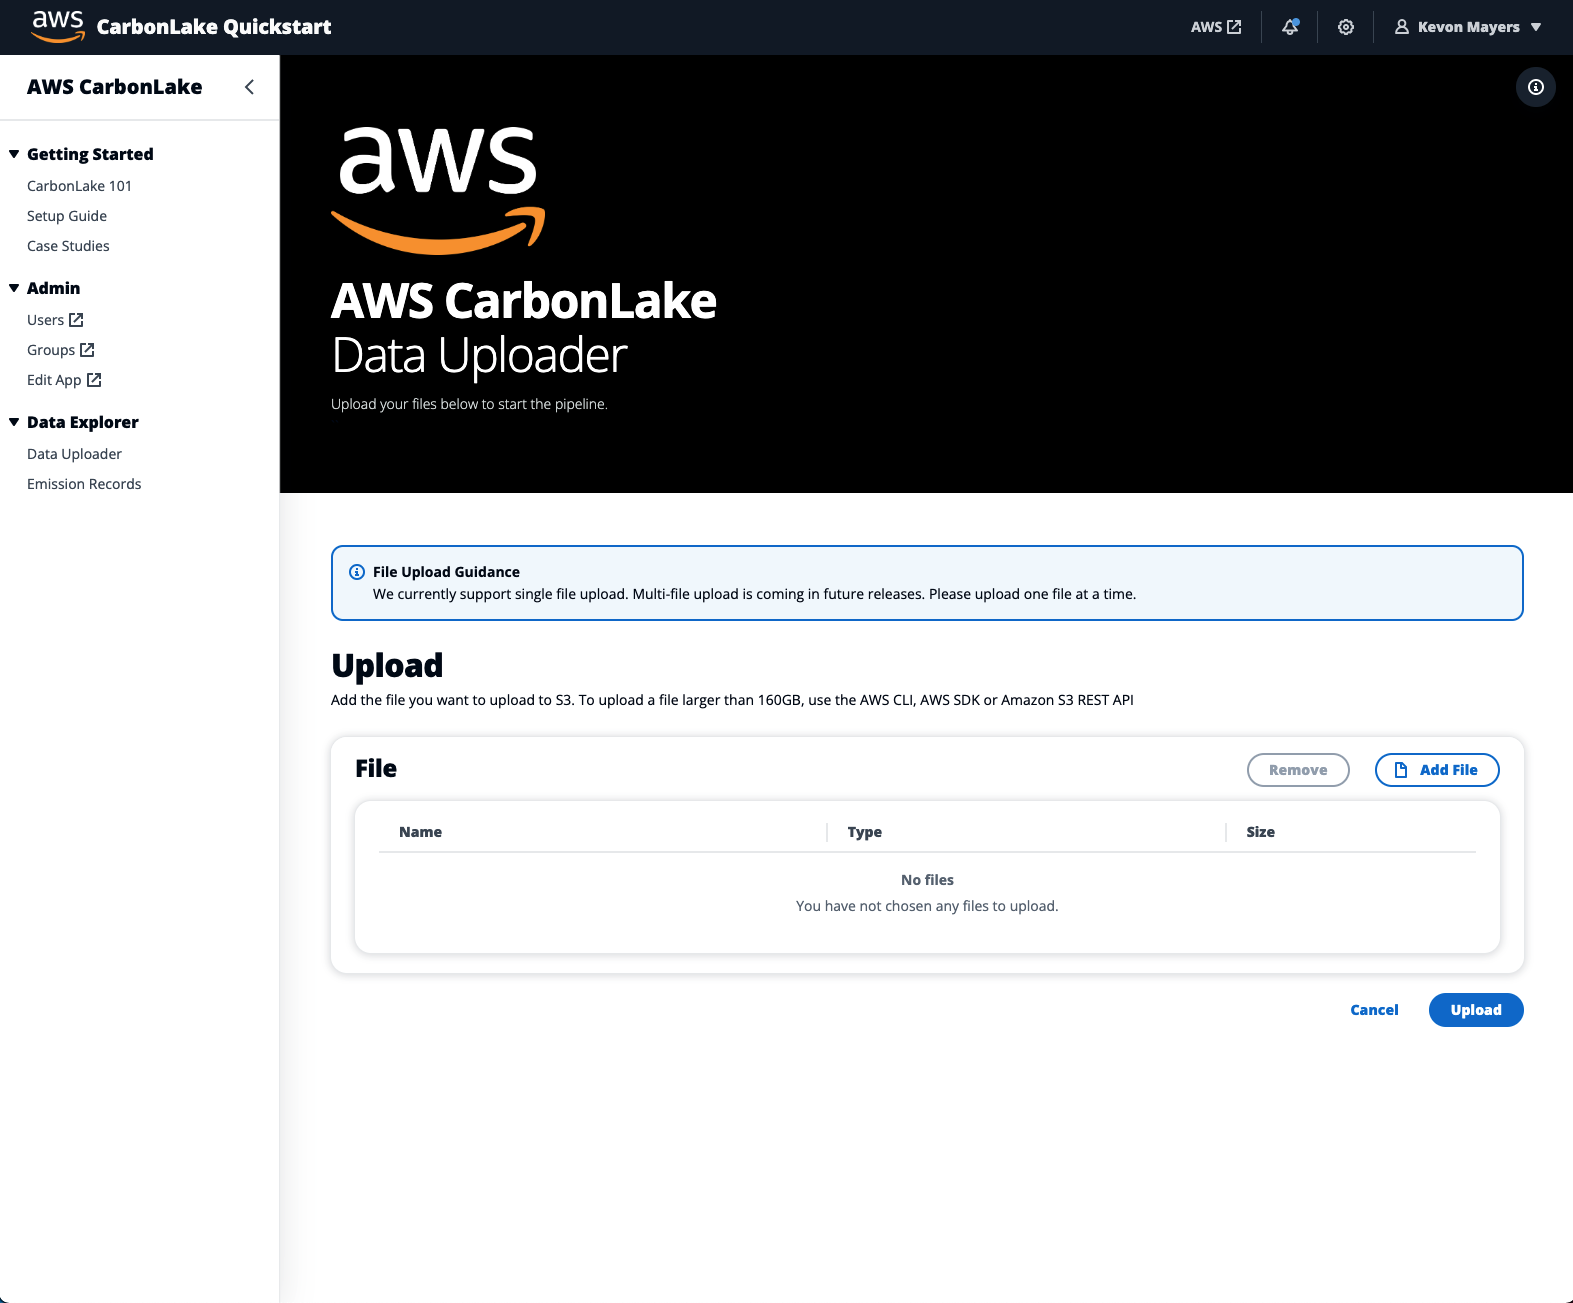 aws CarbonLake Quickstart
AWS
Kevon Mayers
AWS CarbonLake
Getting Started
CarbonLake 101
Setup Guide
Case Studies
Admin
Users
Groups
Edit App
Data Explorer
Data Uploader
Emission Records
aws
AWS CarbonLake
Data Uploader
Upload your files below to start the pipeline.
File Upload Guidance
We currently support single file upload. Multi-file upload is coming in future releases. Please upload one file at a time.
Upload
Add the file you want to upload to S3. To upload a file larger than 160GB, use the AWS CLI, AWS SDK or Amazon S3 REST API
File
Remove
Add File
Name Type Size
No files
You have not chosen any files to upload.
Cancel
Upload